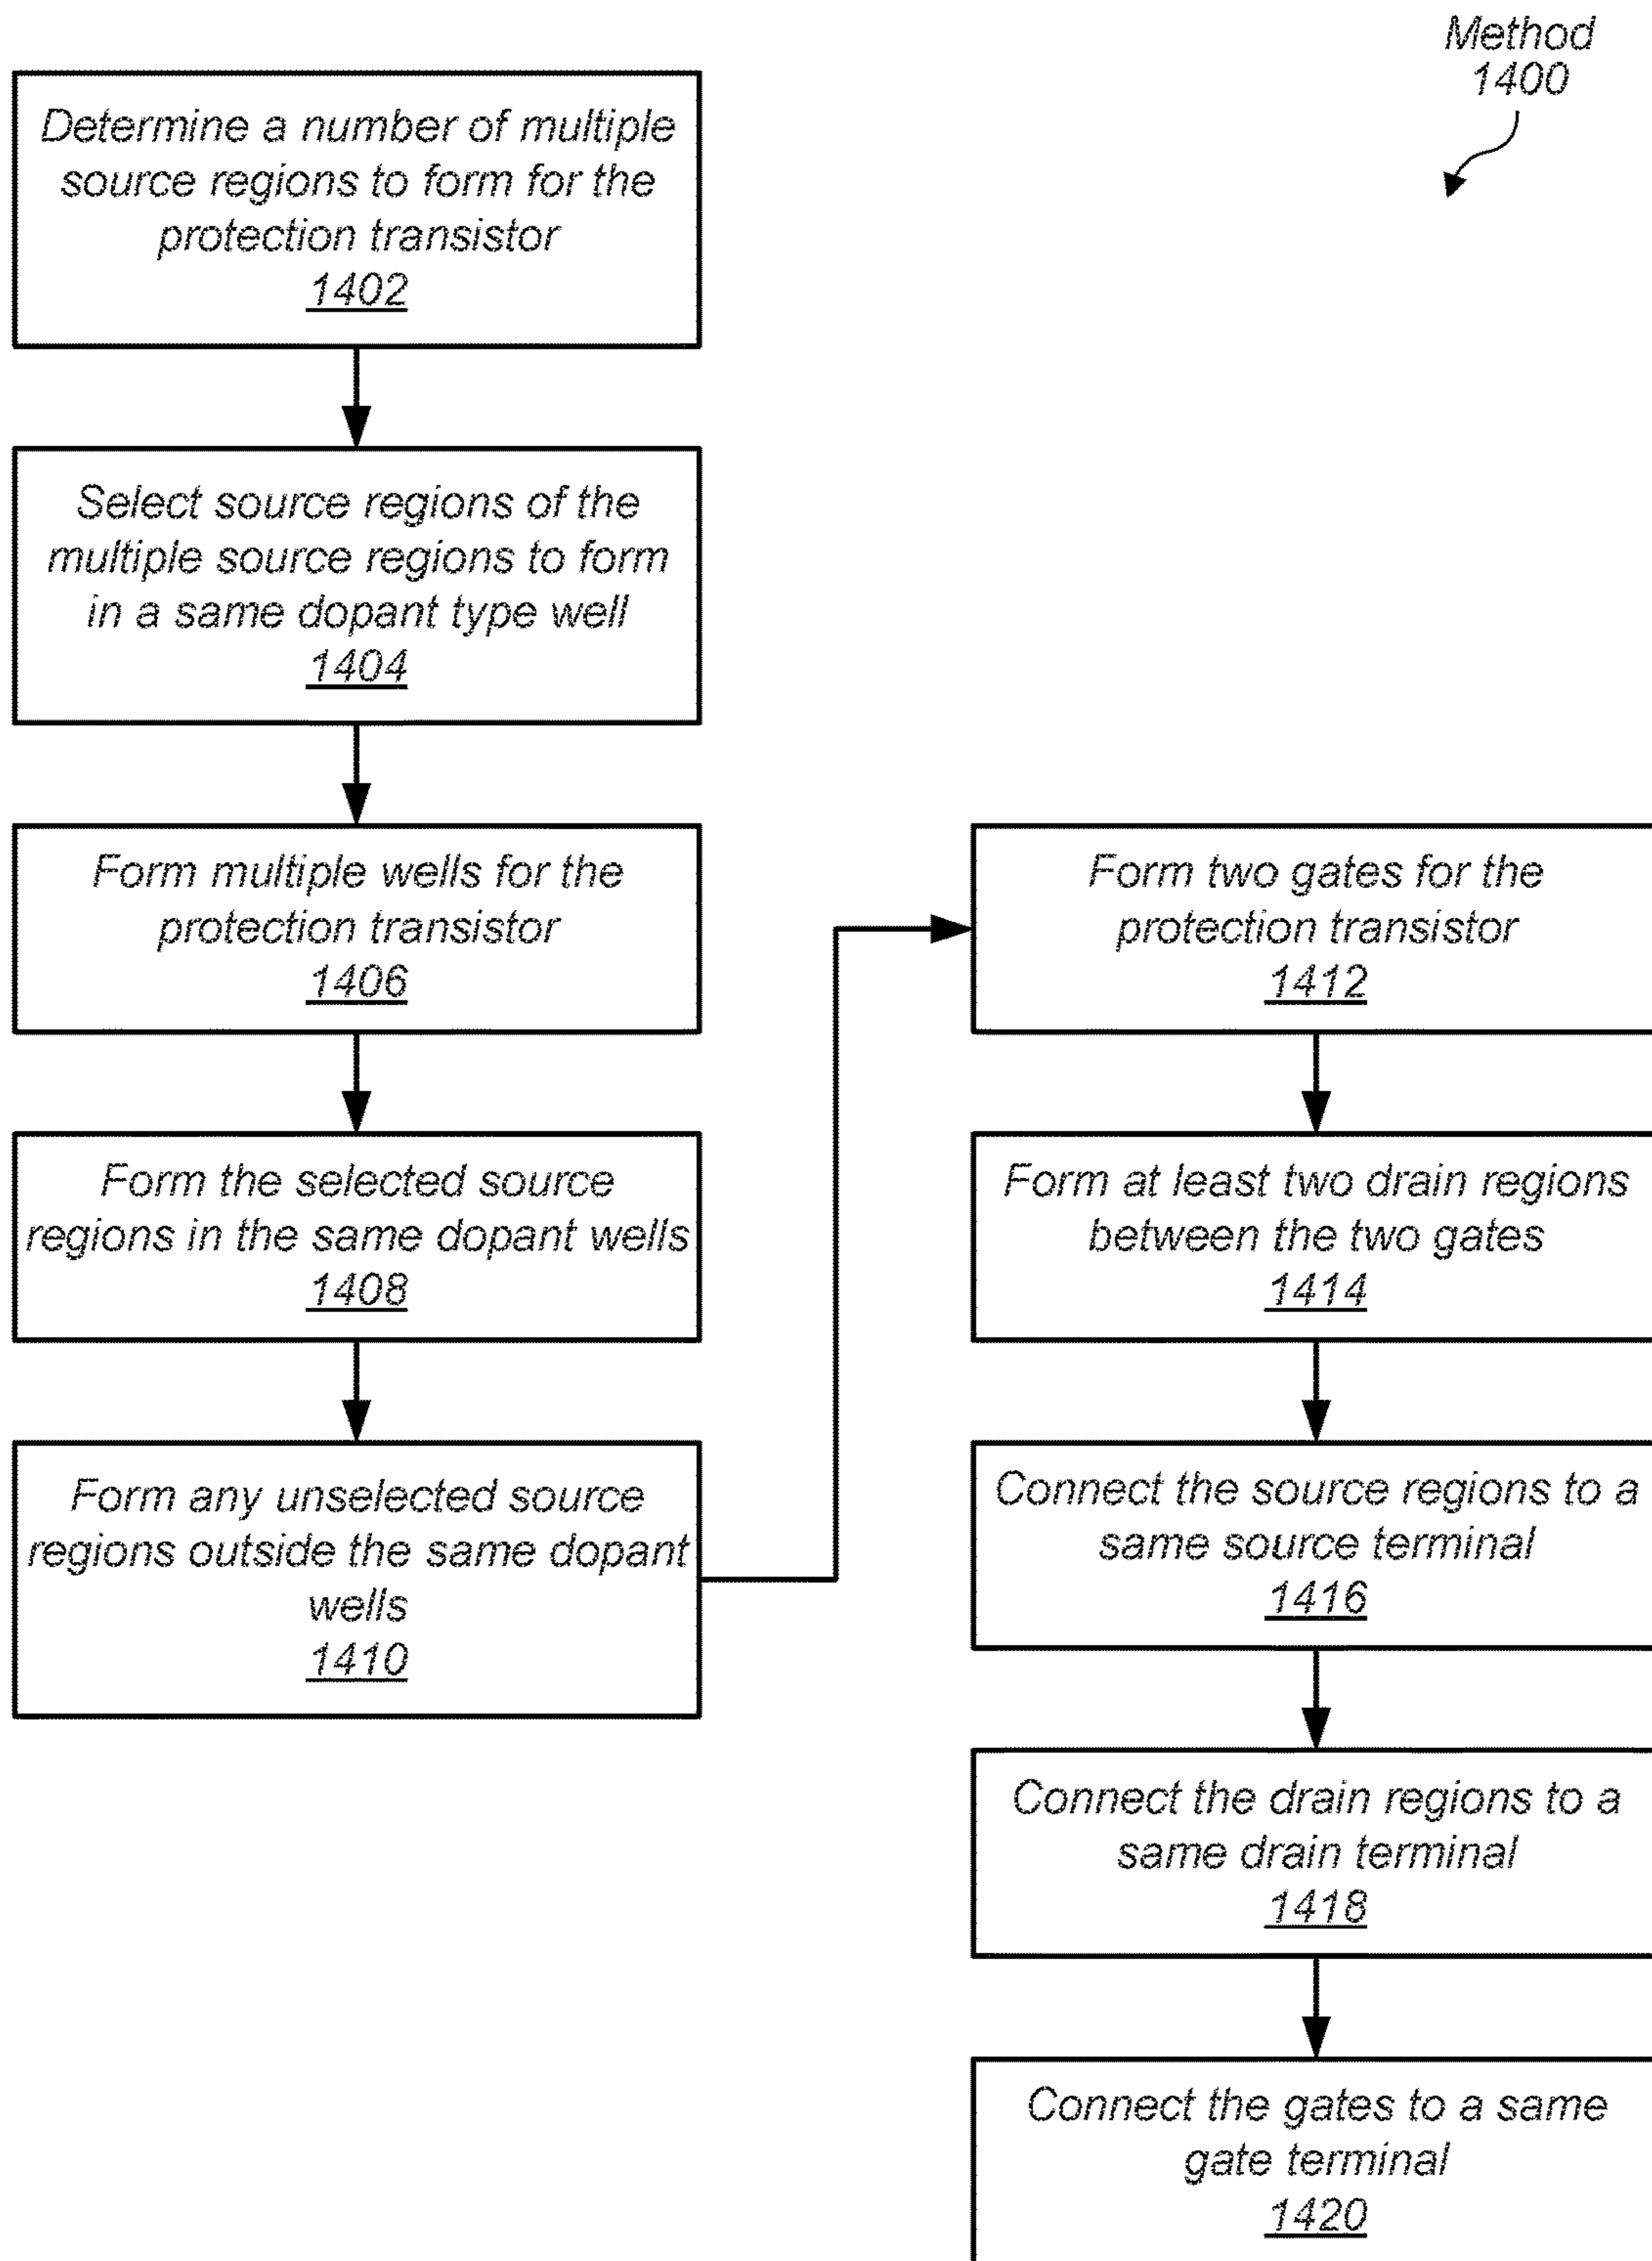 Method
1400
Determine a number of multiple
source regions to form for the
protection transistor
1402
Select source regions of the
multiple source regions to form
in a same dopant type well
1404
Form multiple wells for the
protection transistor
1406
Form the selected source
regions in the same dopant wells
1408
Form any unselected source
regions outside the same dopant
wells
1410
Form two gates for the
protection transistor
1412
Form at least two drain regions
between the two gates
1414
Connect the source regions to a
same source terminal
1416
Connect the drain regions to a
same drain terminal
1418
Connect the gates to a same
gate terminal
1420